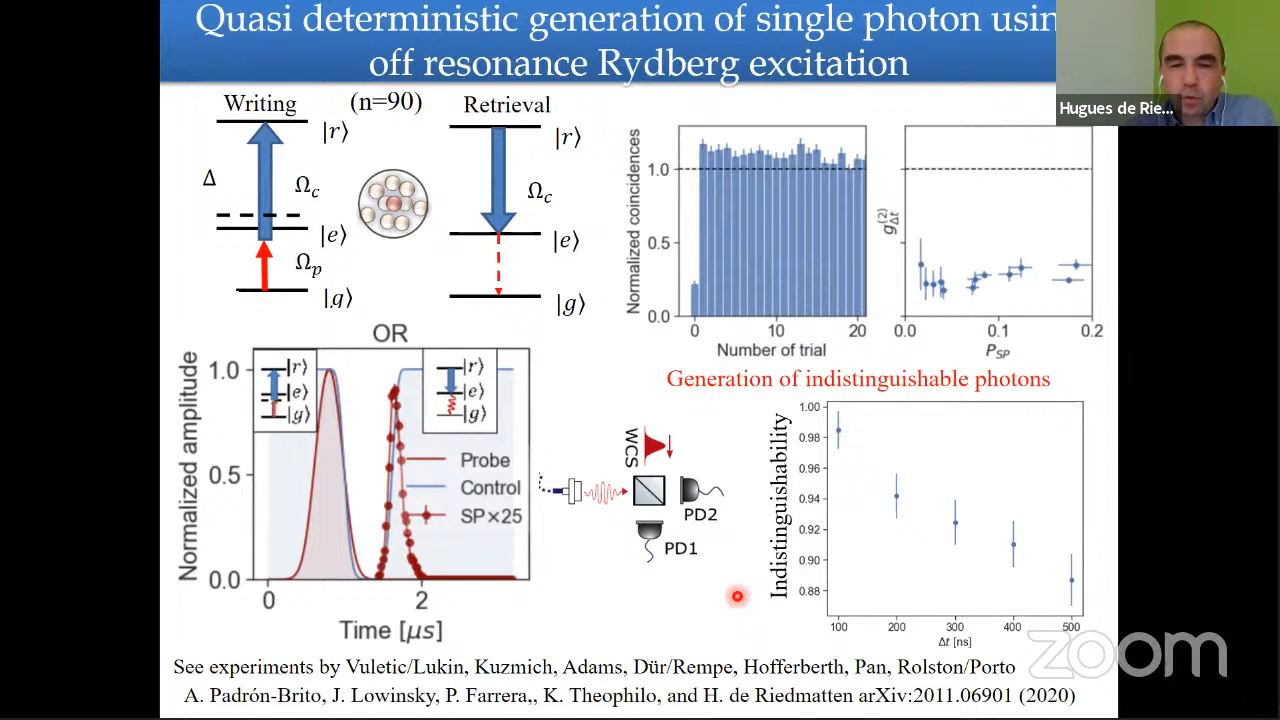 Quasi deterministic generation of single photon usin
off resonance Rydberg excitation
Hugues de Rie...
Writing
(n=90)
Retrieval
|r⟩
Δ
Ωc
|e⟩
Ωp
|g⟩
|r⟩
Ωc
|e⟩
|g⟩
Normalized coincidences
1.0
0.5
0.0
0
10
20
Number of trial
g(2)Δt
0.0
0.1
0.2
PSP
OR
Normalized amplitude
1.0
0.5
0.0
|r⟩
|e⟩
|g⟩
|r⟩
|e⟩
|g⟩
Probe
Control
SP×25
0
2
Time [μs]
Generation of indistinguishable photons
WCS
PD2
PD1
Indistinguishability
1.00
0.98
0.96
0.94
0.92
0.90
0.88
100
200
300
400
500
Δt [ns]
zoom
See experiments by Vuletic/Lukin, Kuzmich, Adams, Dür/Rempe, Hofferberth, Pan, Rolston/Porto
A. Padrón-Brito, J. Lowinsky, P. Farrera,, K. Theophilo, and H. de Riedmatten arXiv:2011.06901 (2020)